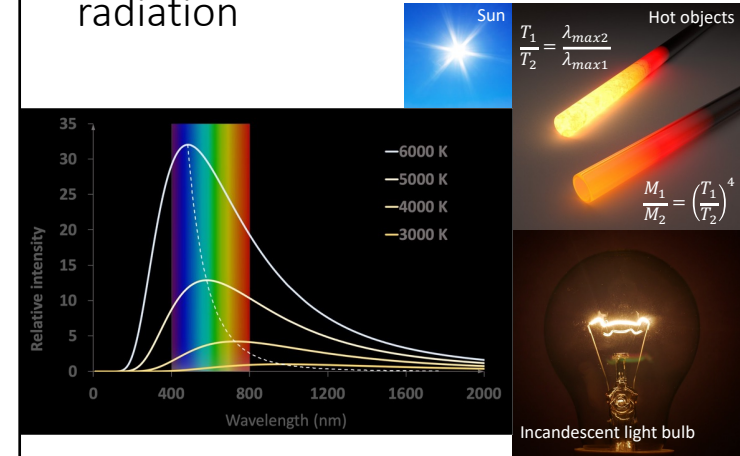 radiation
Sun
Hot objects
T₁/T₂ = λₘₐₓ₂/λₘₐₓ₁
M₁/M₂ = (T₁/T₂)⁴
35
30
25
20
15
10
5
0
Relative intensity
6000 K
5000 K
4000 K
3000 K
0 400 800 1200 1600 2000
Wavelength (nm)
Incandescent light bulb